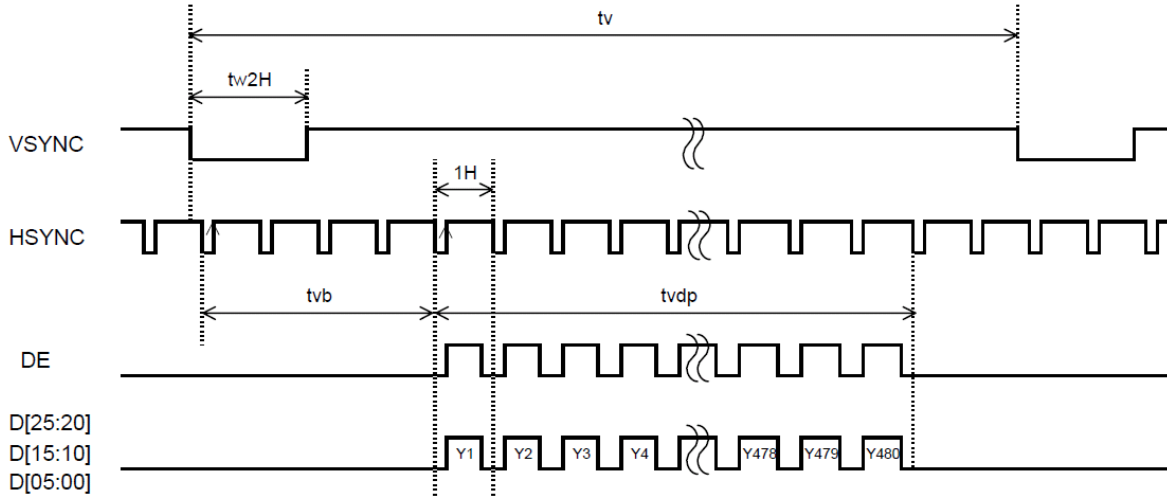 tv
tw2H
VSYNC
1H
HSYNC
tvb
tvdp
DE
D[25:20]
D[15:10]
D[05:00]
Y1 Y2 Y3 Y4 Y478 Y479 Y480